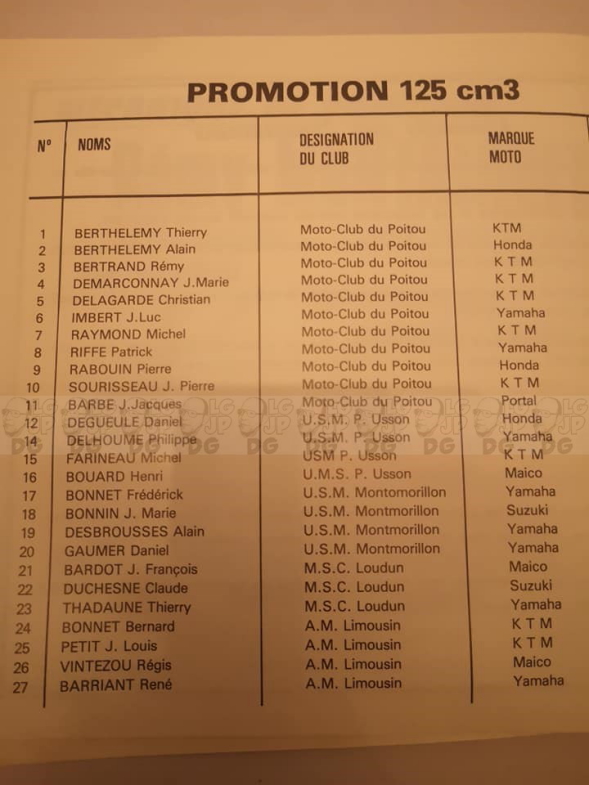 PROMOTION 125 cm3
N° NOMS DESIGNATION DU CLUB MARQUE MOTO
1 BERTHELEMY Thierry Moto-Club du Poitou KTM
2 BERTHELEMY Alain Moto-Club du Poitou Honda
3 BERTRAND Rémy Moto-Club du Poitou K T M
4 DEMARCONNAY J.Marie Moto-Club du Poitou K T M
5 DELAGARDE Christian Moto-Club du Poitou K T M
6 IMBERT J.Luc Moto-Club du Poitou Yamaha
7 RAYMOND Michel Moto-Club du Poitou K T M
8 RIFFE Patrick Moto-Club du Poitou Yamaha
9 RABOUIN Pierre Moto-Club du Poitou Honda
10 SOURISSEAU J. Pierre Moto-Club du Poitou K T M
11 BARBE J.Jacques Moto-Club du Poitou Portal
12 DEGUEULE Daniel U.S.M. P. Usson Honda
14 DELHOUME Philippe U.S.M. P. Usson Yamaha
15 FARINEAU Michel USM P. Usson K T M
16 BOUARD Henri U.M.S. P. Usson Maico
17 BONNET Frédérick U.S.M. Montomorillon Yamaha
18 BONNIN J. Marie U.S.M. Montmorillon Suzuki
19 DESBROUSSES Alain U.S.M. Montmorillon Yamaha
20 GAUMER Daniel U.S.M. Montmorillon Yamaha
21 BARDOT J. François M.S.C. Loudun Maico
22 DUCHESNE Claude M.S.C. Loudun Suzuki
23 THADAUNE Thierry M.S.C. Loudun Yamaha
24 BONNET Bernard A.M. Limousin K T M
25 PETIT J. Louis A.M. Limousin K T M
26 VINTEZOU Régis A.M. Limousin Maico
27 BARRIANT René A.M. Limousin Yamaha